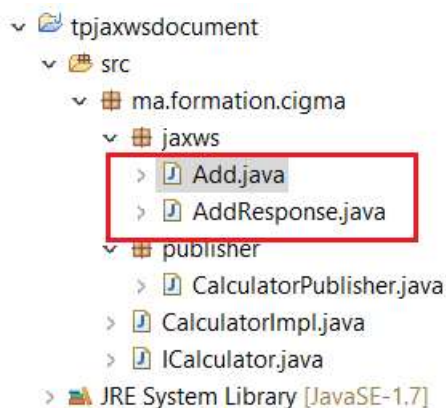 tpjaxwsdocument
src
ma.formation.cigma
jaxws
Add.java
AddResponse.java
publisher
CalculatorPublisher.java
CalculatorImpl.java
ICalculator.java
JRE System Library [JavaSE-1.7]